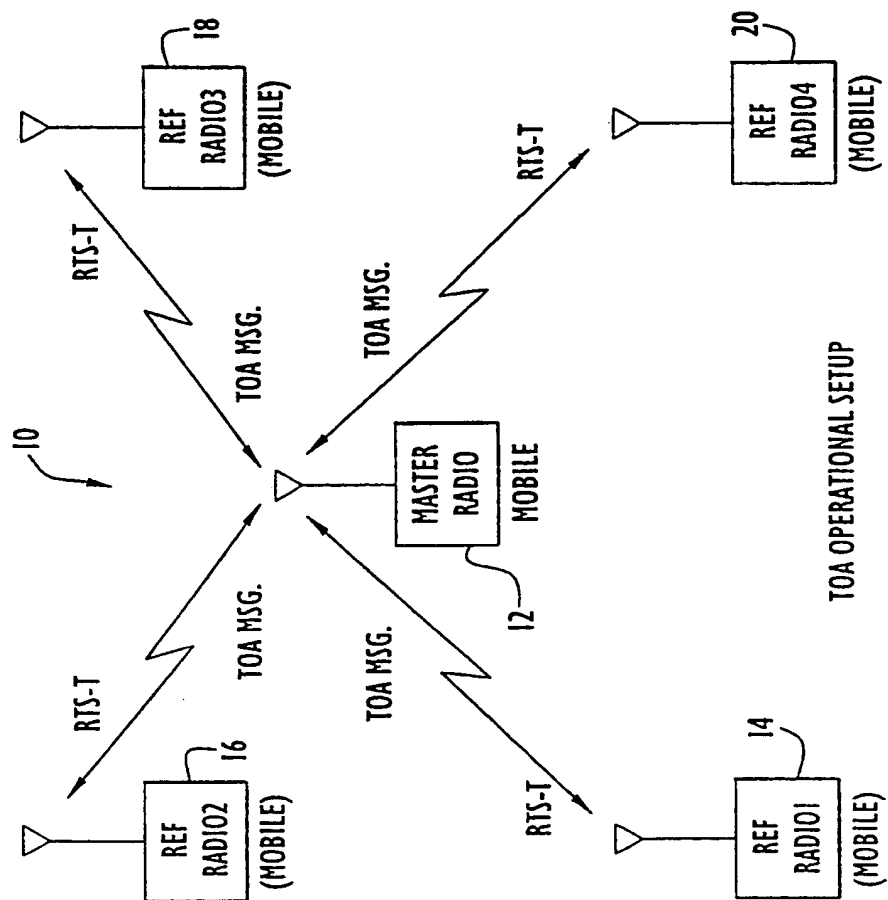 10
RTS-T
RTS-T
16
18
REF
RADIO2
(MOBILE)
REF
RADIO3
(MOBILE)
TOA MSG.
TOA MSG.
MASTER
RADIO
MOBILE
12
TOA MSG.
TOA MSG.
RTS-T
RTS-T
14
20
REF
RADIO1
(MOBILE)
REF
RADIO4
(MOBILE)
TOA OPERATIONAL SETUP